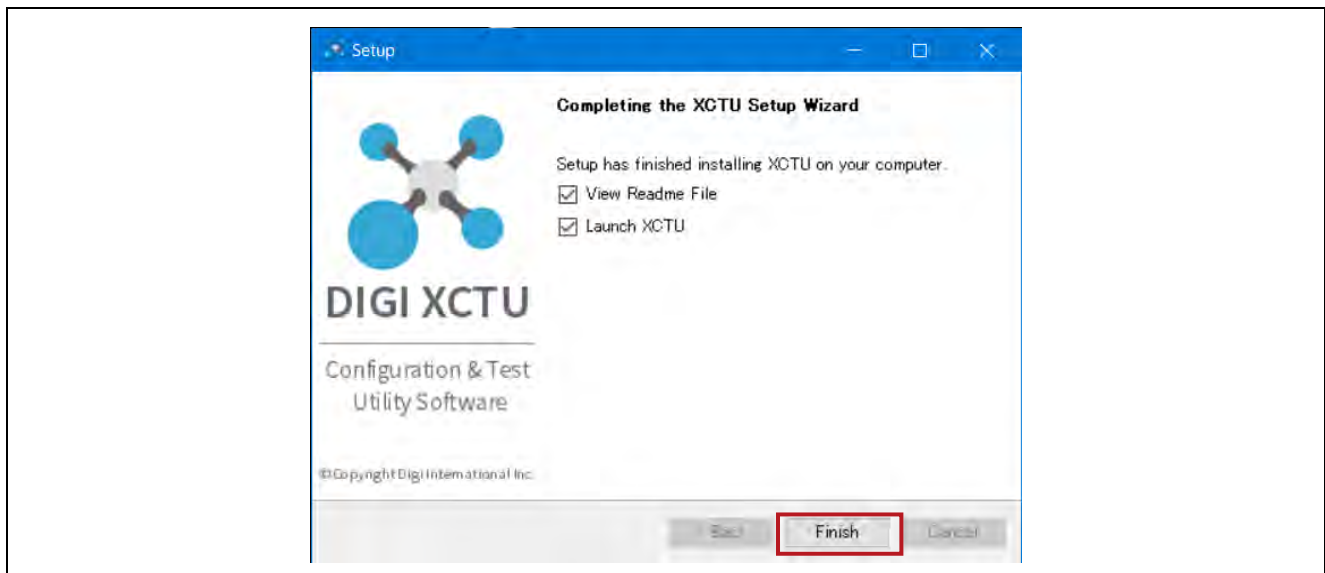 Setup
Completing the XCTU Setup Wizard
Setup has finished installing XCTU on your computer.
View Readme File
Launch XCTU
DIGI XCTU
Configuration & Test
Utility Software
©Copyright Digi International Inc.
< Back
Finish
Cancel